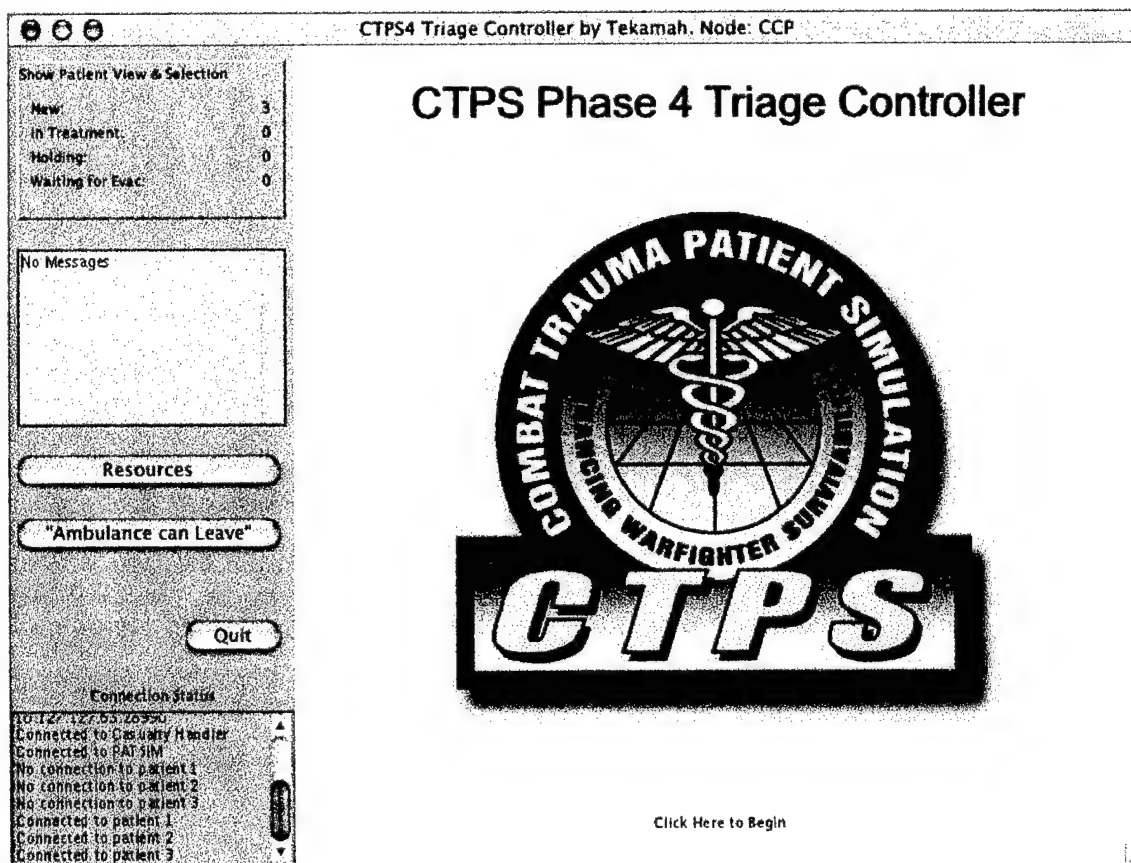 CTPS4 Triage Controller by Tekamah. Node: CCP
Show Patient View & Selection
New: 3
In Treatment: 0
Holding: 0
Waiting for Evac: 0
No Messages
Resources
"Ambulance can Leave"
Quit
Connection Status
Connected to Casualty Handler
Connected to PATSIM
No connection to patient 1
No connection to patient 2
No connection to patient 3
Connected to patient 1
Connected to patient 2
Connected to patient 3
CTPS Phase 4 Triage Controller
COMBAT TRAUMA PATIENT SIMULATION
WARFIGHTER
CTPS
Click Here to Begin